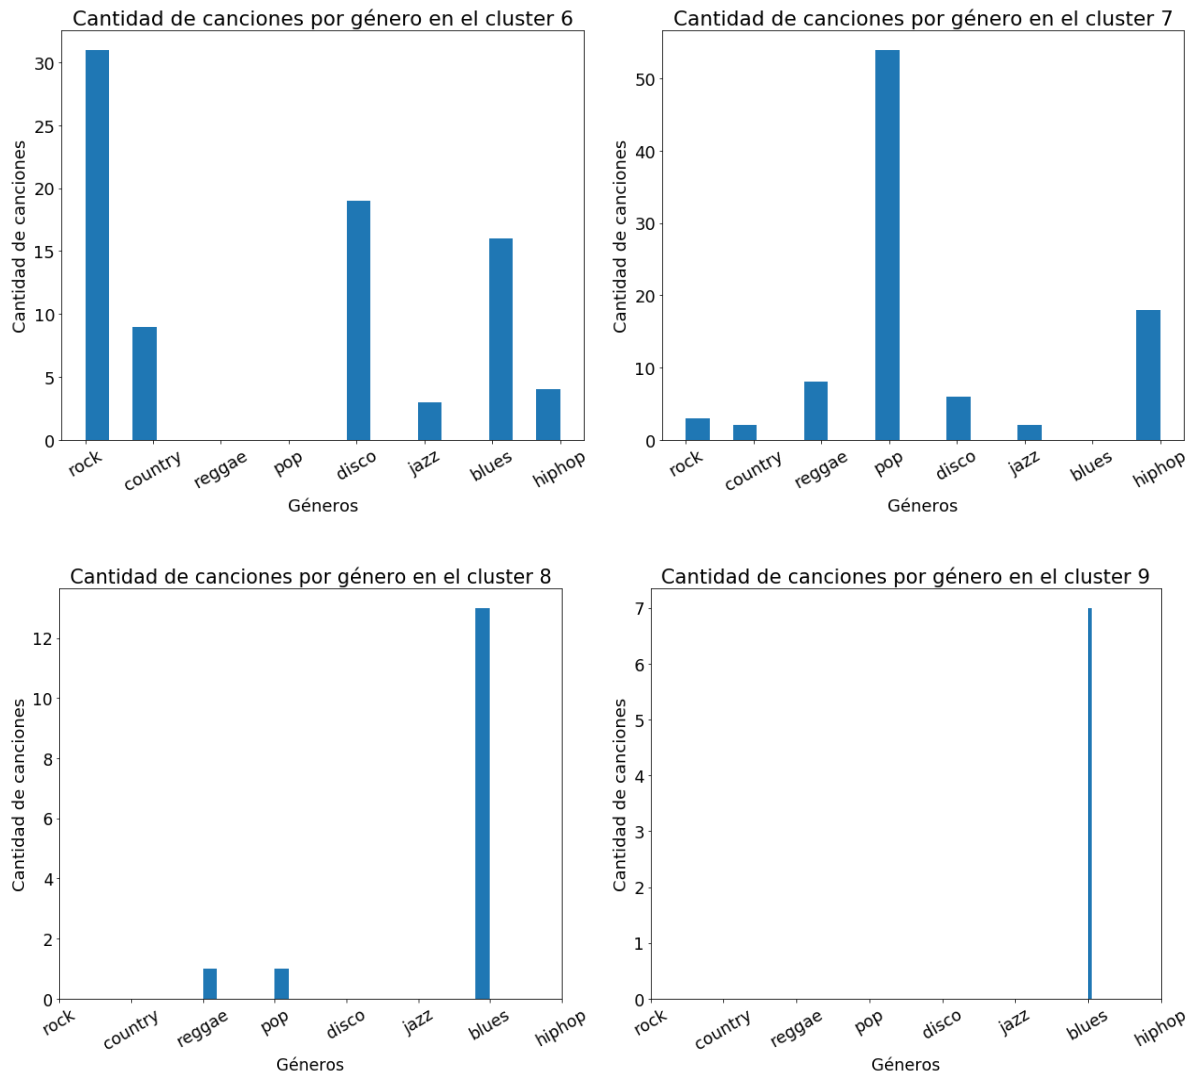 Cantidad de canciones por género en el cluster 6
30
25
20
15
10
5
0
Cantidad de canciones
rock
country
reggae
pop
disco
jazz
blues
hiphop
Géneros
Cantidad de canciones por género en el cluster 7
50
40
30
20
10
0
Cantidad de canciones
rock
country
reggae
pop
disco
jazz
blues
hiphop
Géneros
Cantidad de canciones por género en el cluster 8
12
10
8
6
4
2
0
Cantidad de canciones
rock
country
reggae
pop
disco
jazz
blues
hiphop
Géneros
Cantidad de canciones por género en el cluster 9
7
6
5
4
3
2
1
0
Cantidad de canciones
rock
country
reggae
pop
disco
jazz
blues
hiphop
Géneros